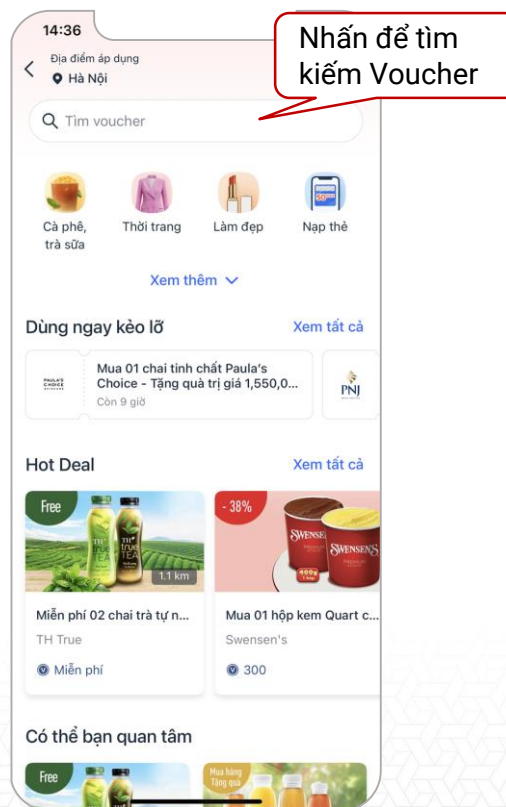 14:36
Nhấn để tìm
kiếm Voucher
Địa điểm áp dụng
Hà Nội
Tìm voucher
Cà phê,
trà sữa
Thời trang
Làm đẹp
Nạp thẻ
Xem thêm
Dùng ngay kẻo lỡ
Xem tất cả
PAULA'S
CHOICE
Mua 01 chai tinh chất Paula's
Choice - Tặng quà trị giá 1,550,0...
Còn 9 giờ
PNJ
Hot Deal
Xem tất cả
Free
TH
true
TEA
1.1 km
- 38%
SWENSEN'S
SWENSEN'S
400g
Miễn phí 02 chai trà tự n...
TH True
Miễn phí
Mua 01 hộp kem Quart c...
Swensen's
300
Có thể bạn quan tâm
Free
Mua hàng
Tặng quà